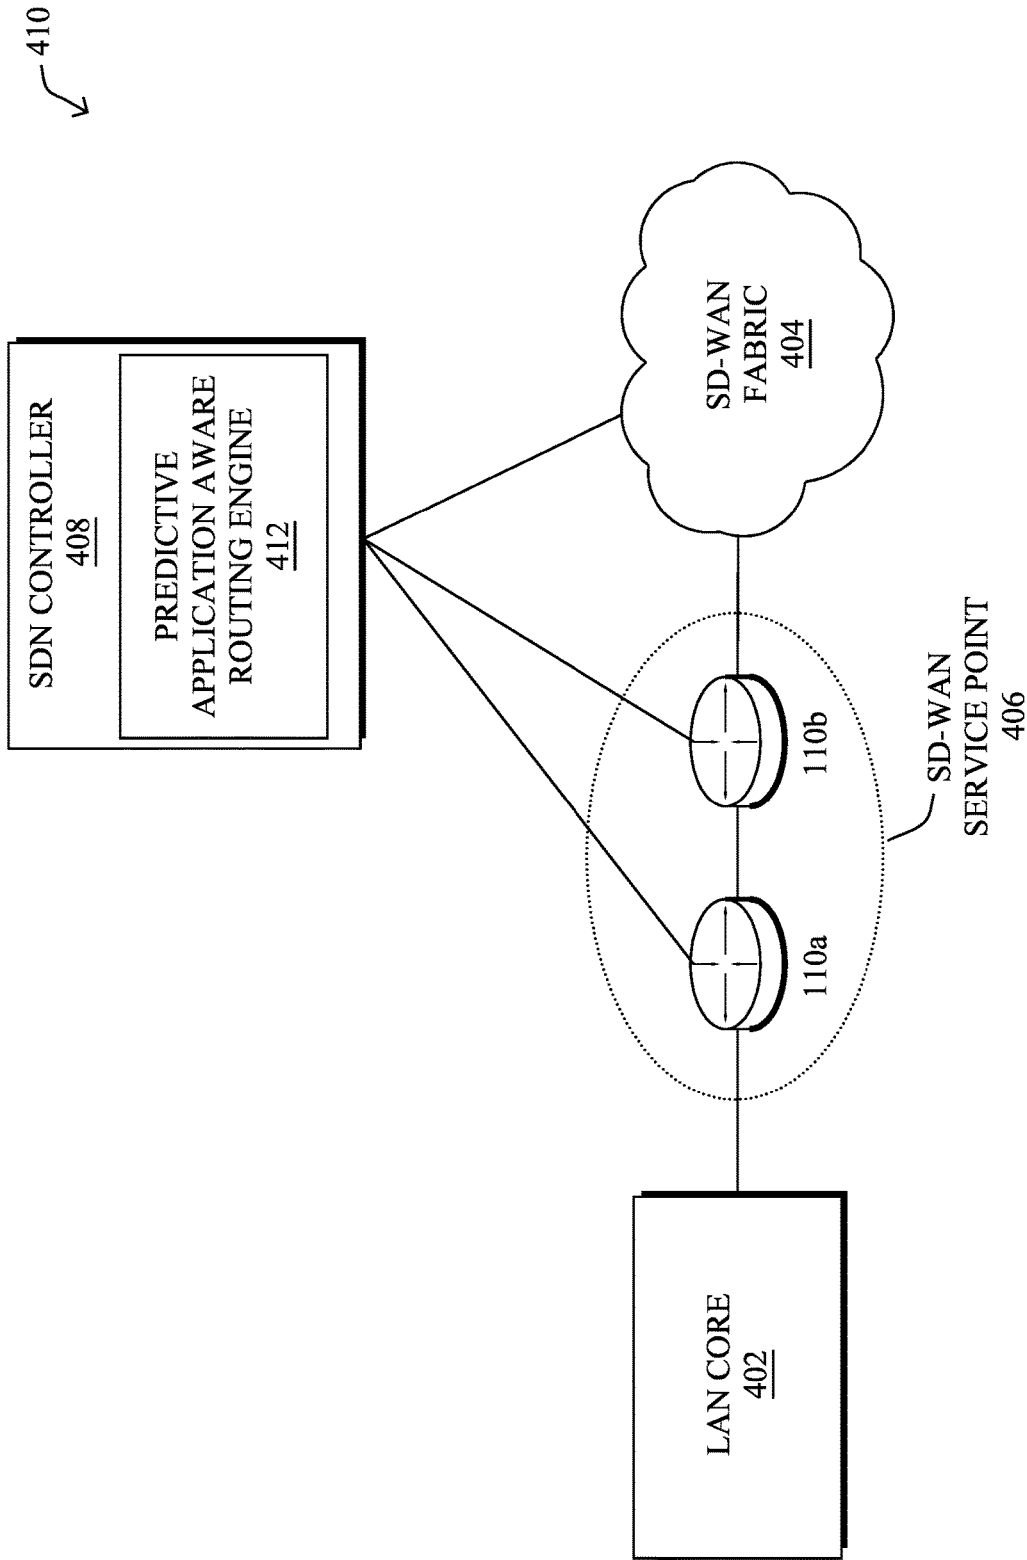 410
SDN CONTROLLER
408
PREDICTIVE
APPLICATION AWARE
ROUTING ENGINE
412
SD-WAN
FABRIC
404
LAN CORE
402
110a
110b
SD-WAN
SERVICE POINT
406